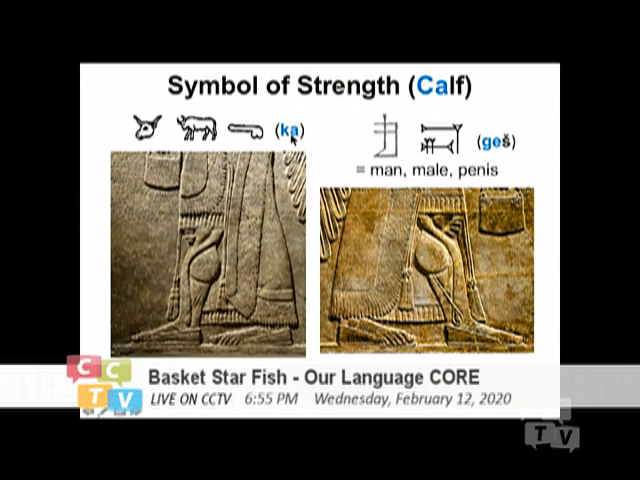 Symbol of Strength (Calf)
(ka)
(geš)
= man, male, penis
CCTV
Basket Star Fish - Our Language CORE
LIVE ON CCTV 6:55 PM Wednesday, February 12, 2020
TV